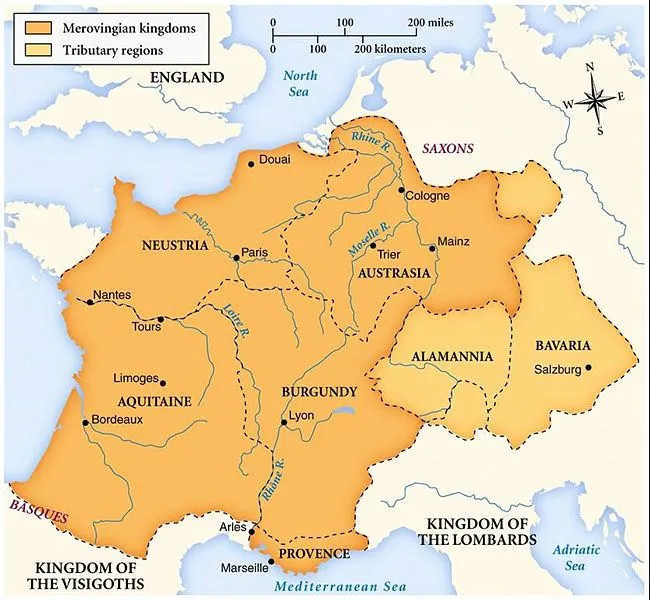 Merovingian kingdoms
Tributary regions
0 100 200 miles
0 100 200 kilometers
N
W E
S
ENGLAND
North
Sea
SAXONS
Rhine R.
Douai
Cologne
NEUSTRIA
Paris
Moselle R.
Trier
Mainz
AUSTRASIA
Nantes
Tours
Loire R.
ALAMANNIA
BAVARIA
Salzburg
Limoges
AQUITAINE
BURGUNDY
Bordeaux
Lyon
Rhône R.
BASQUES
Arles
PROVENCE
Marseille
KINGDOM OF
THE VISIGOTHS
KINGDOM OF
THE LOMBARDS
Adriatic
Sea
Mediterranean Sea